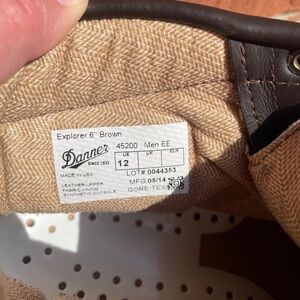 Explorer 6" Brown
45200 Men EE
Danner
SINCE 1932
US
UK
EUR
12
LOT# 0044353
MADE IN USA
MFG 05/14
LEATHER UPPER
FABRIC LINING
SYNTHETIC OUTSOLE
GORE-TEX